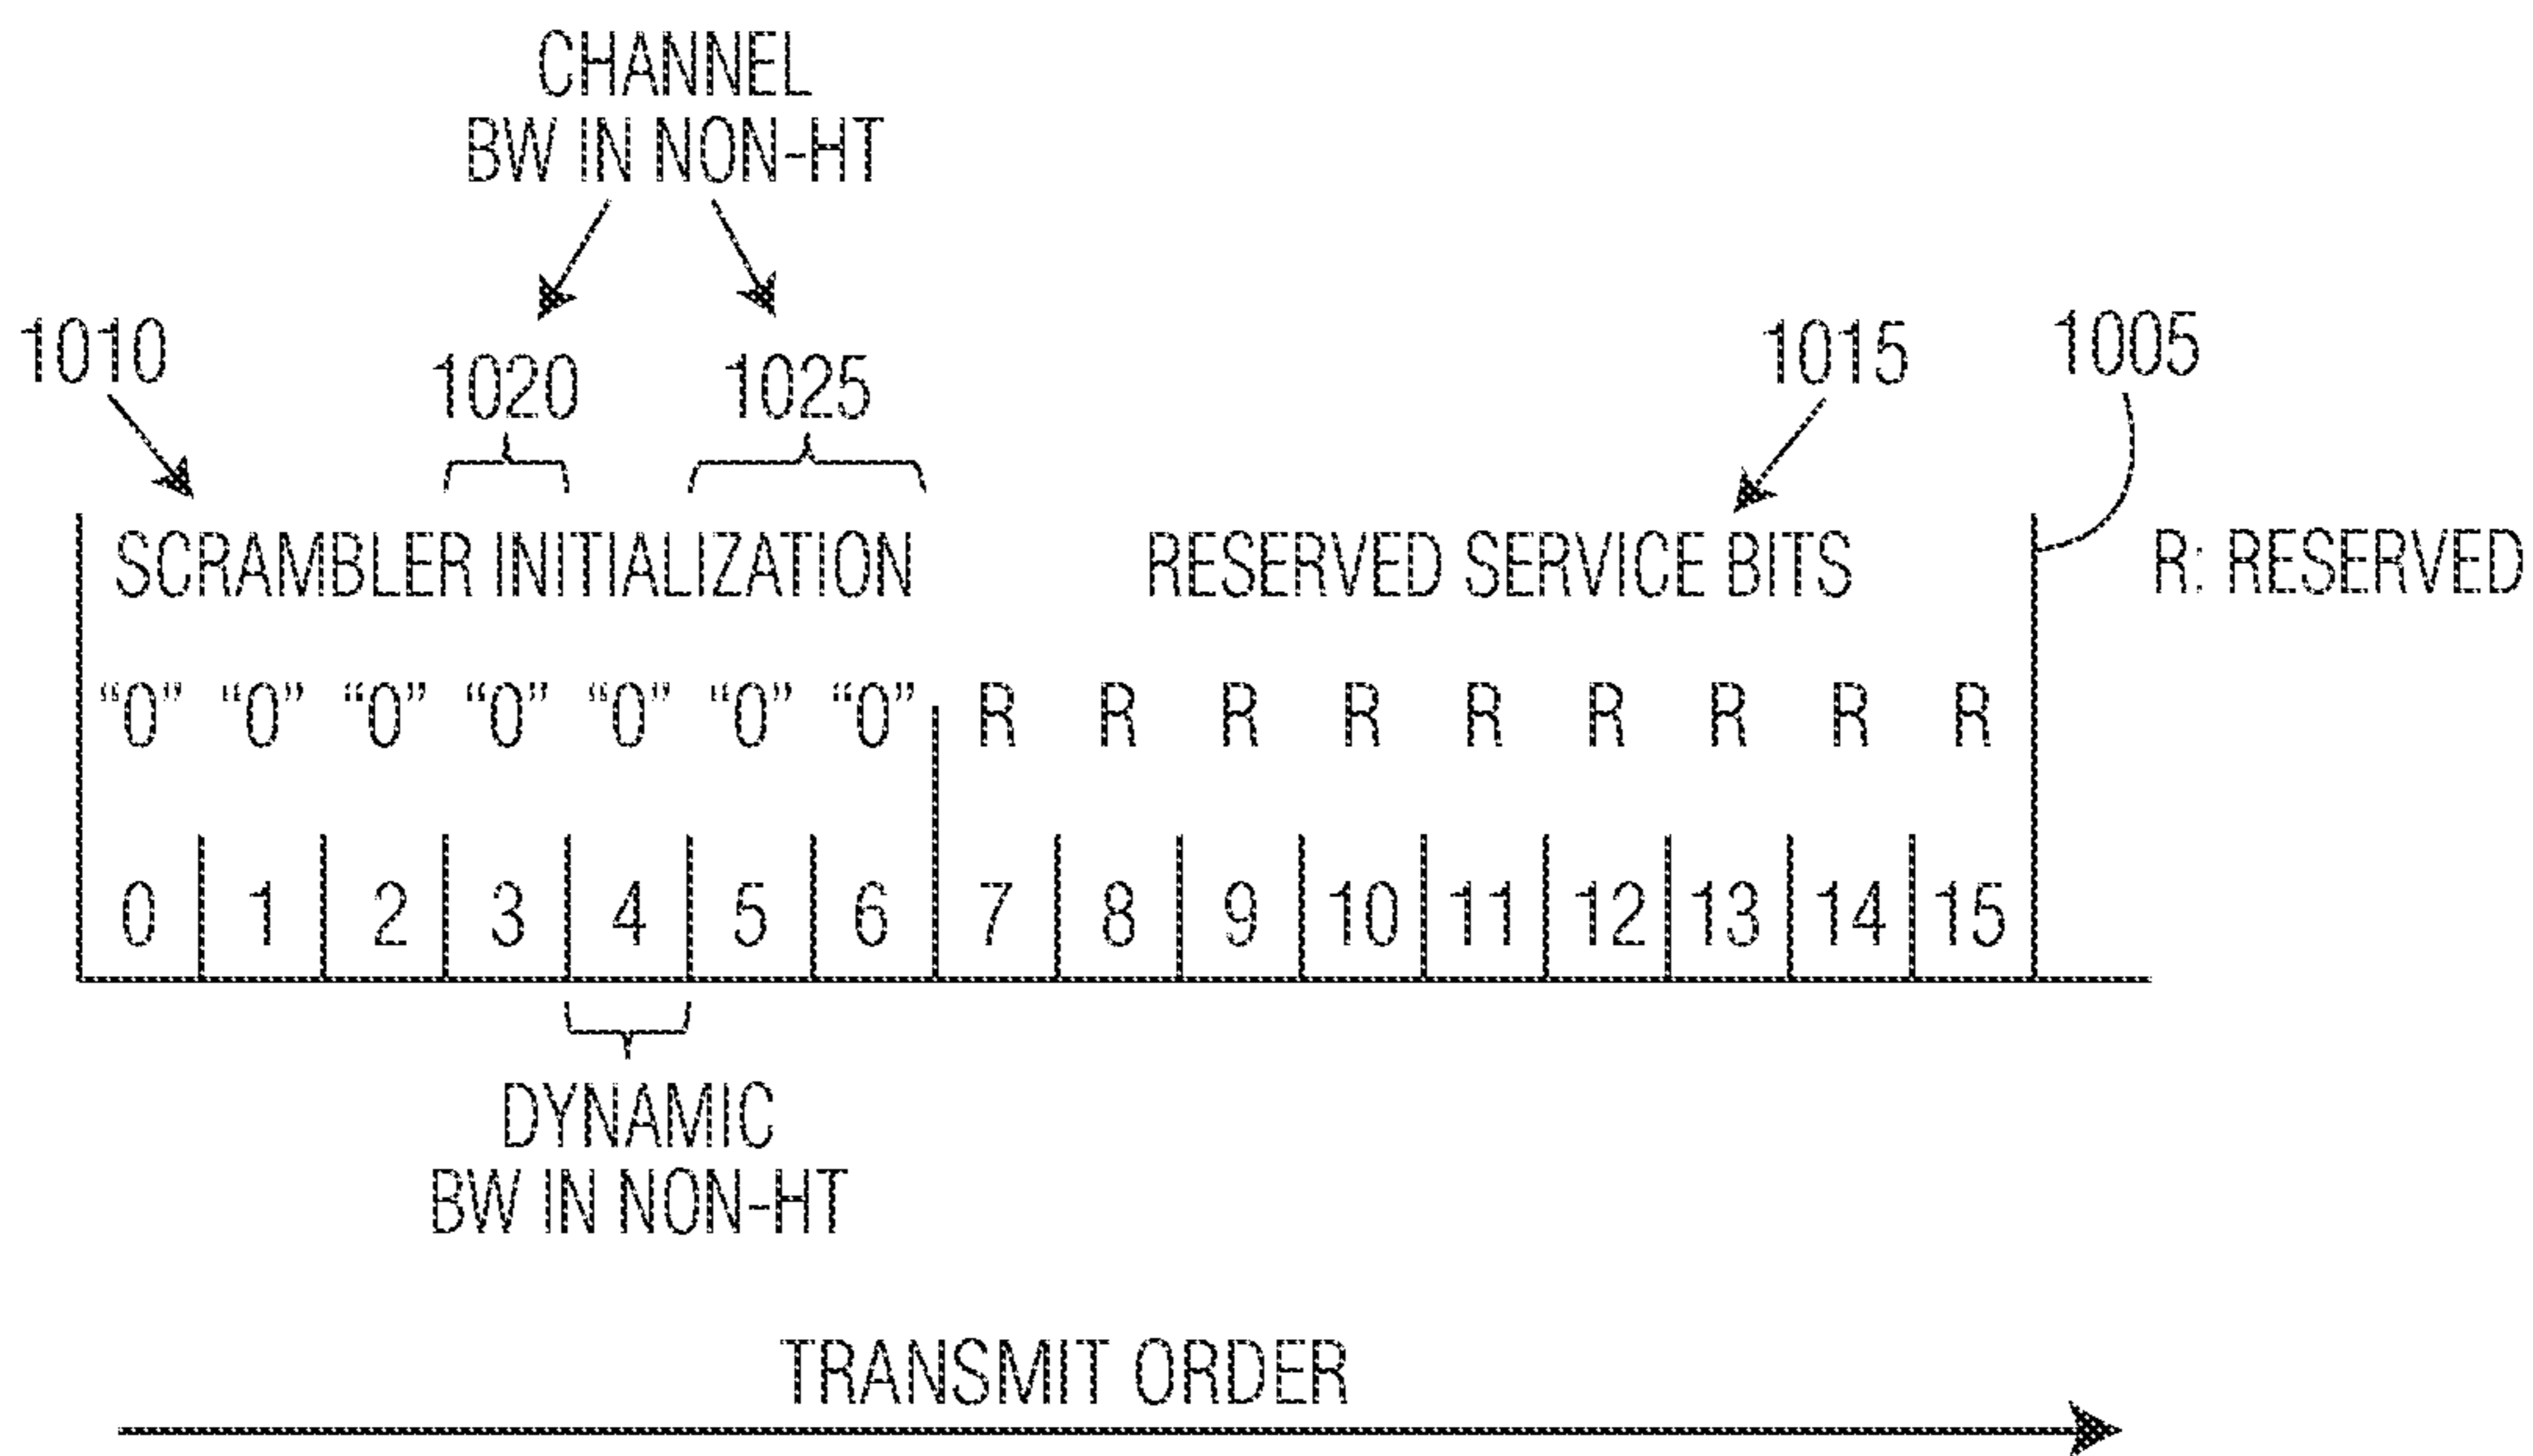 CHANNEL
BW IN NON-HT
1010
1020
1025
1015
1005
SCRAMBLER INITIALIZATION
RESERVED SERVICE BITS
R: RESERVED
"0" "0" "0" "0" "0" "0" "0" R R R R R R R R R
0 1 2 3 4 5 6 7 8 9 10 11 12 13 14 15
DYNAMIC
BW IN NON-HT
TRANSMIT ORDER